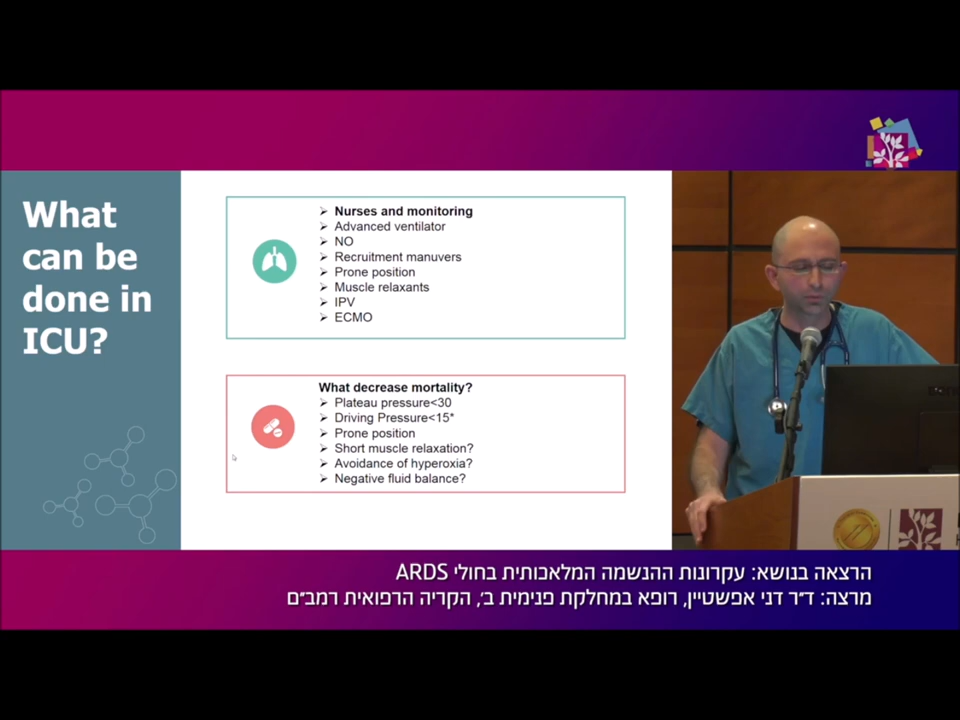 What
can be
done in
ICU?
➢ Nurses and monitoring
➢ Advanced ventilator
➢ NO
➢ Recruitment manuvers
➢ Prone position
➢ Muscle relaxants
➢ IPV
➢ ECMO
What decrease mortality?
➢ Plateau pressure<30
➢ Driving Pressure<15*
➢ Prone position
➢ Short muscle relaxation?
➢ Avoidance of hyperoxia?
➢ Negative fluid balance?
הרצאה בנושא: עקרונות ההנשמה המלאכותית בחולי ARDS
מרצה: ד"ר דני אפשטיין, רופא במחלקת פנימית ב', הקריה הרפואית רמב"ם